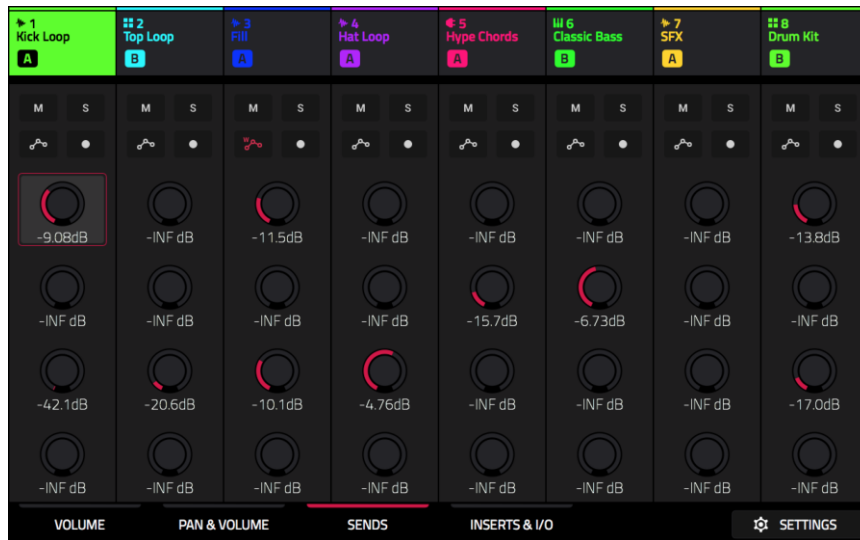 1 2 3 4 5 6 7 8
Kick Loop Top Loop Fill Hat Loop Hype Chords Classic Bass SFX Drum Kit
A B A A A B A B
M S M S M S M S M S M S M S M S
W
-9.08dB -INF dB -11.5dB -INF dB -INF dB -INF dB -INF dB -13.8dB
-INF dB -INF dB -INF dB -INF dB -15.7dB -6.73dB -INF dB -INF dB
-42.1dB -20.6dB -10.1dB -4.76dB -INF dB -INF dB -INF dB -17.0dB
-INF dB -INF dB -INF dB -INF dB -INF dB -INF dB -INF dB -INF dB
VOLUME PAN & VOLUME SENDS INSERTS & I/O SETTINGS